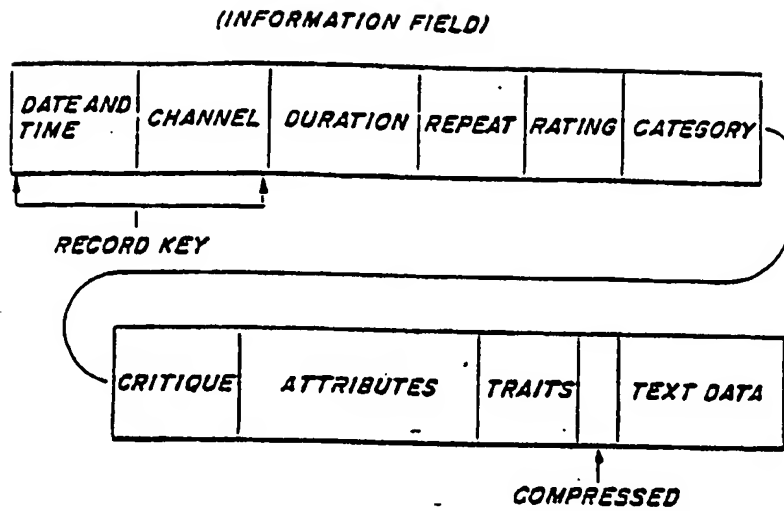 (INFORMATION FIELD)
DATE AND TIME CHANNEL DURATION REPEAT RATING CATEGORY
RECORD KEY
CRITIQUE ATTRIBUTES TRAITS TEXT DATA
COMPRESSED